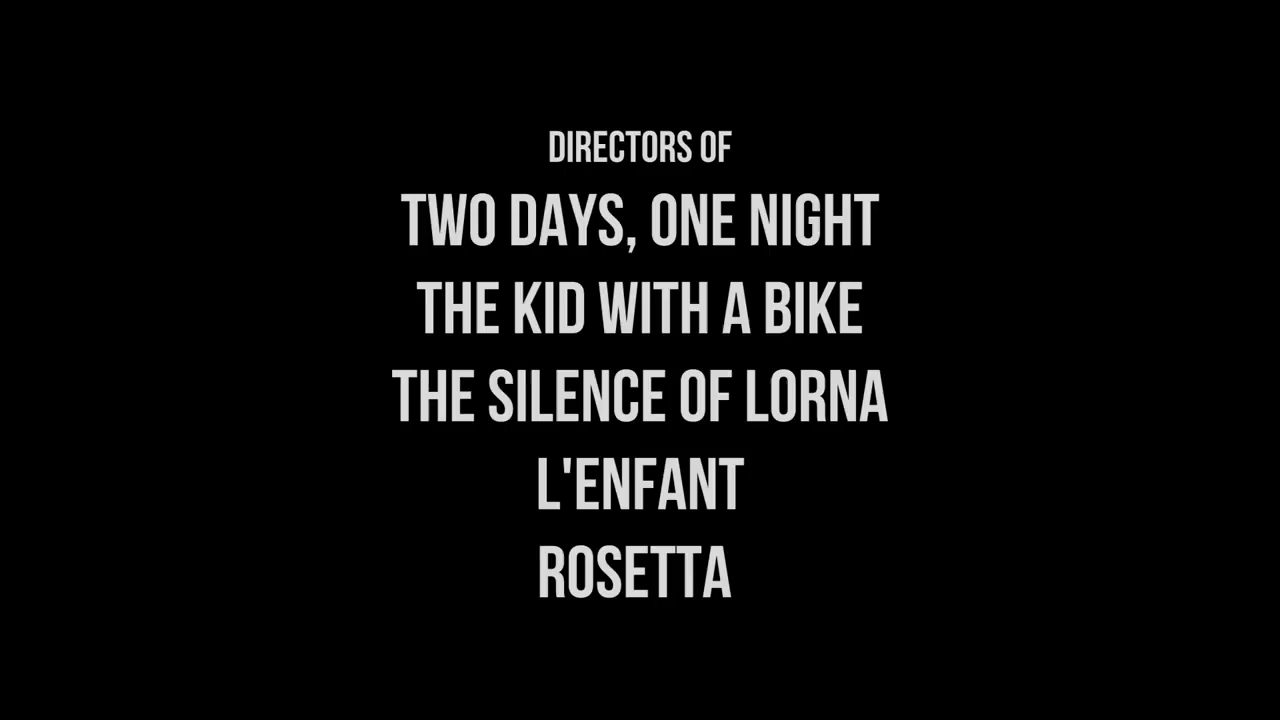 DIRECTORS OF
TWO DAYS, ONE NIGHT
THE KID WITH A BIKE
THE SILENCE OF LORNA
L'ENFANT
ROSETTA